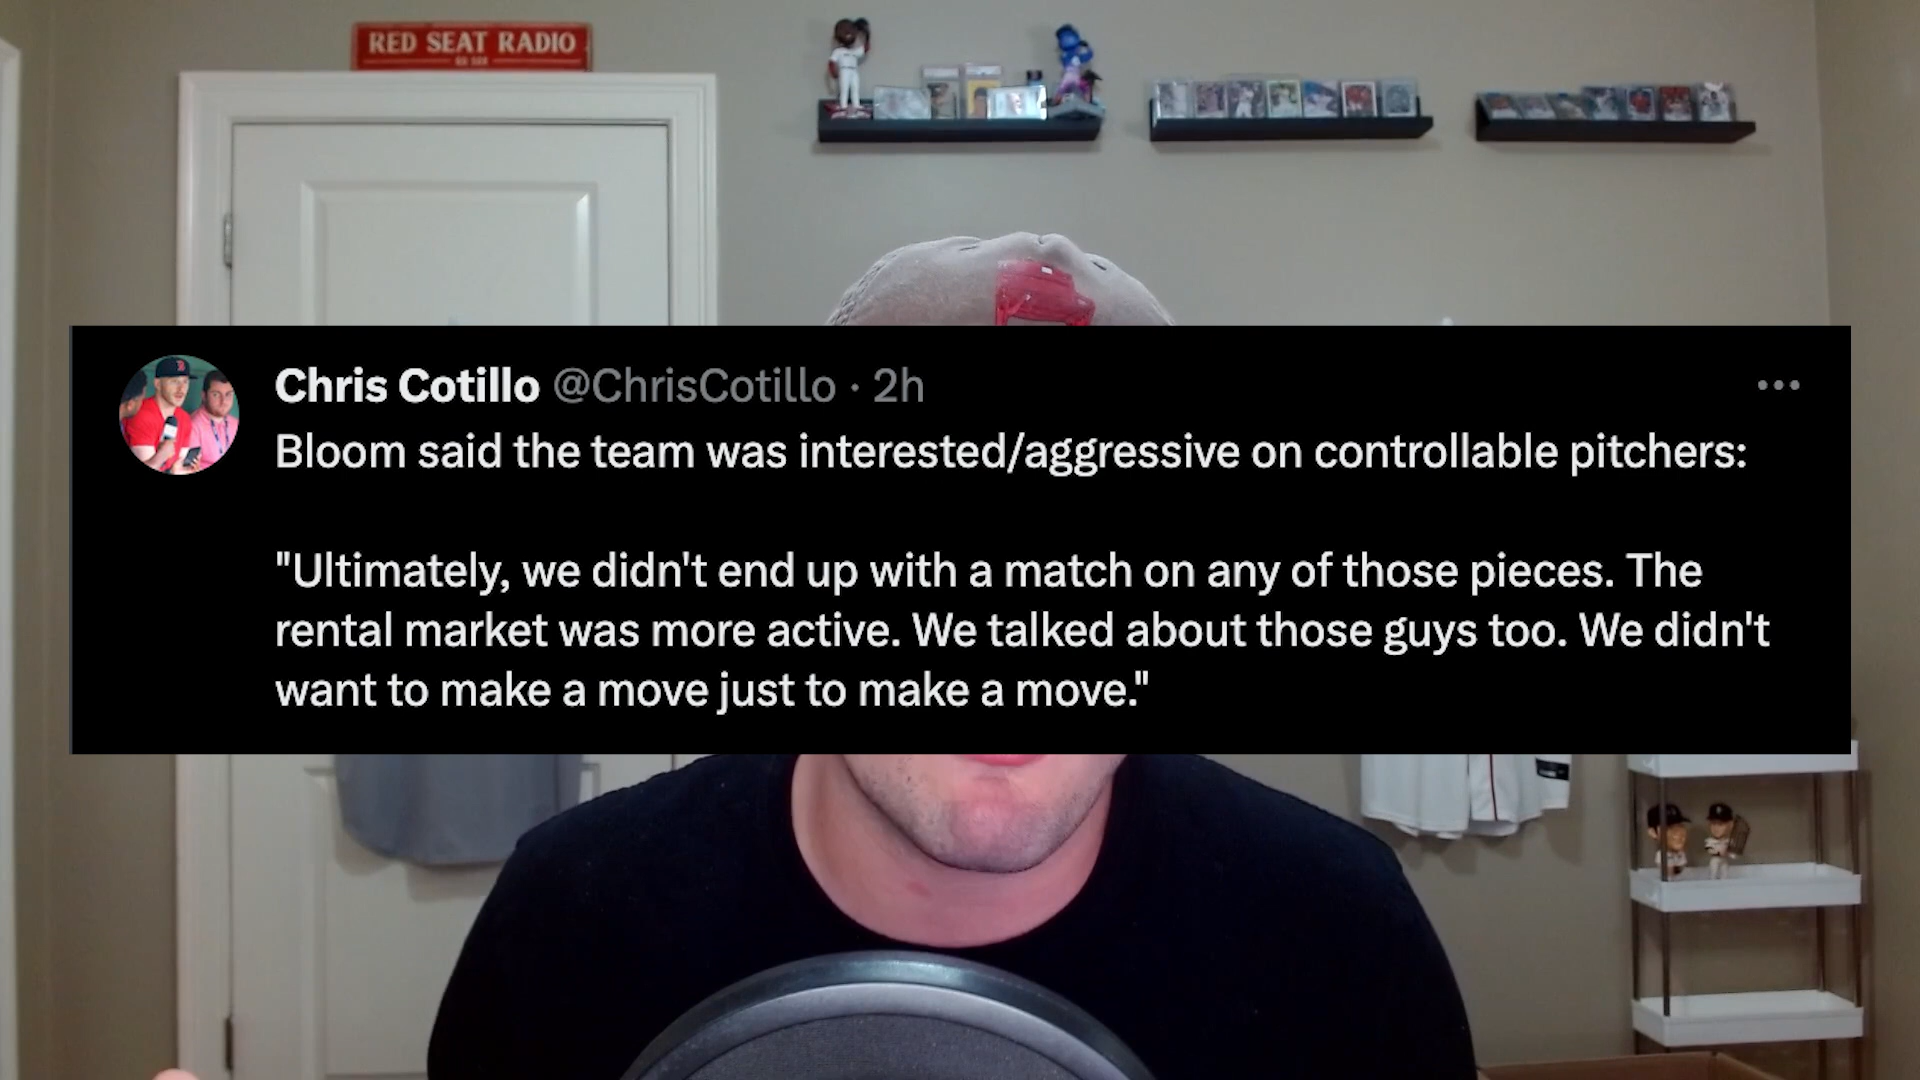 RED SEAT RADIO
Chris Cotillo @ChrisCotillo · 2h
Bloom said the team was interested/aggressive on controllable pitchers:
"Ultimately, we didn't end up with a match on any of those pieces. The
rental market was more active. We talked about those guys too. We didn't
want to make a move just to make a move."